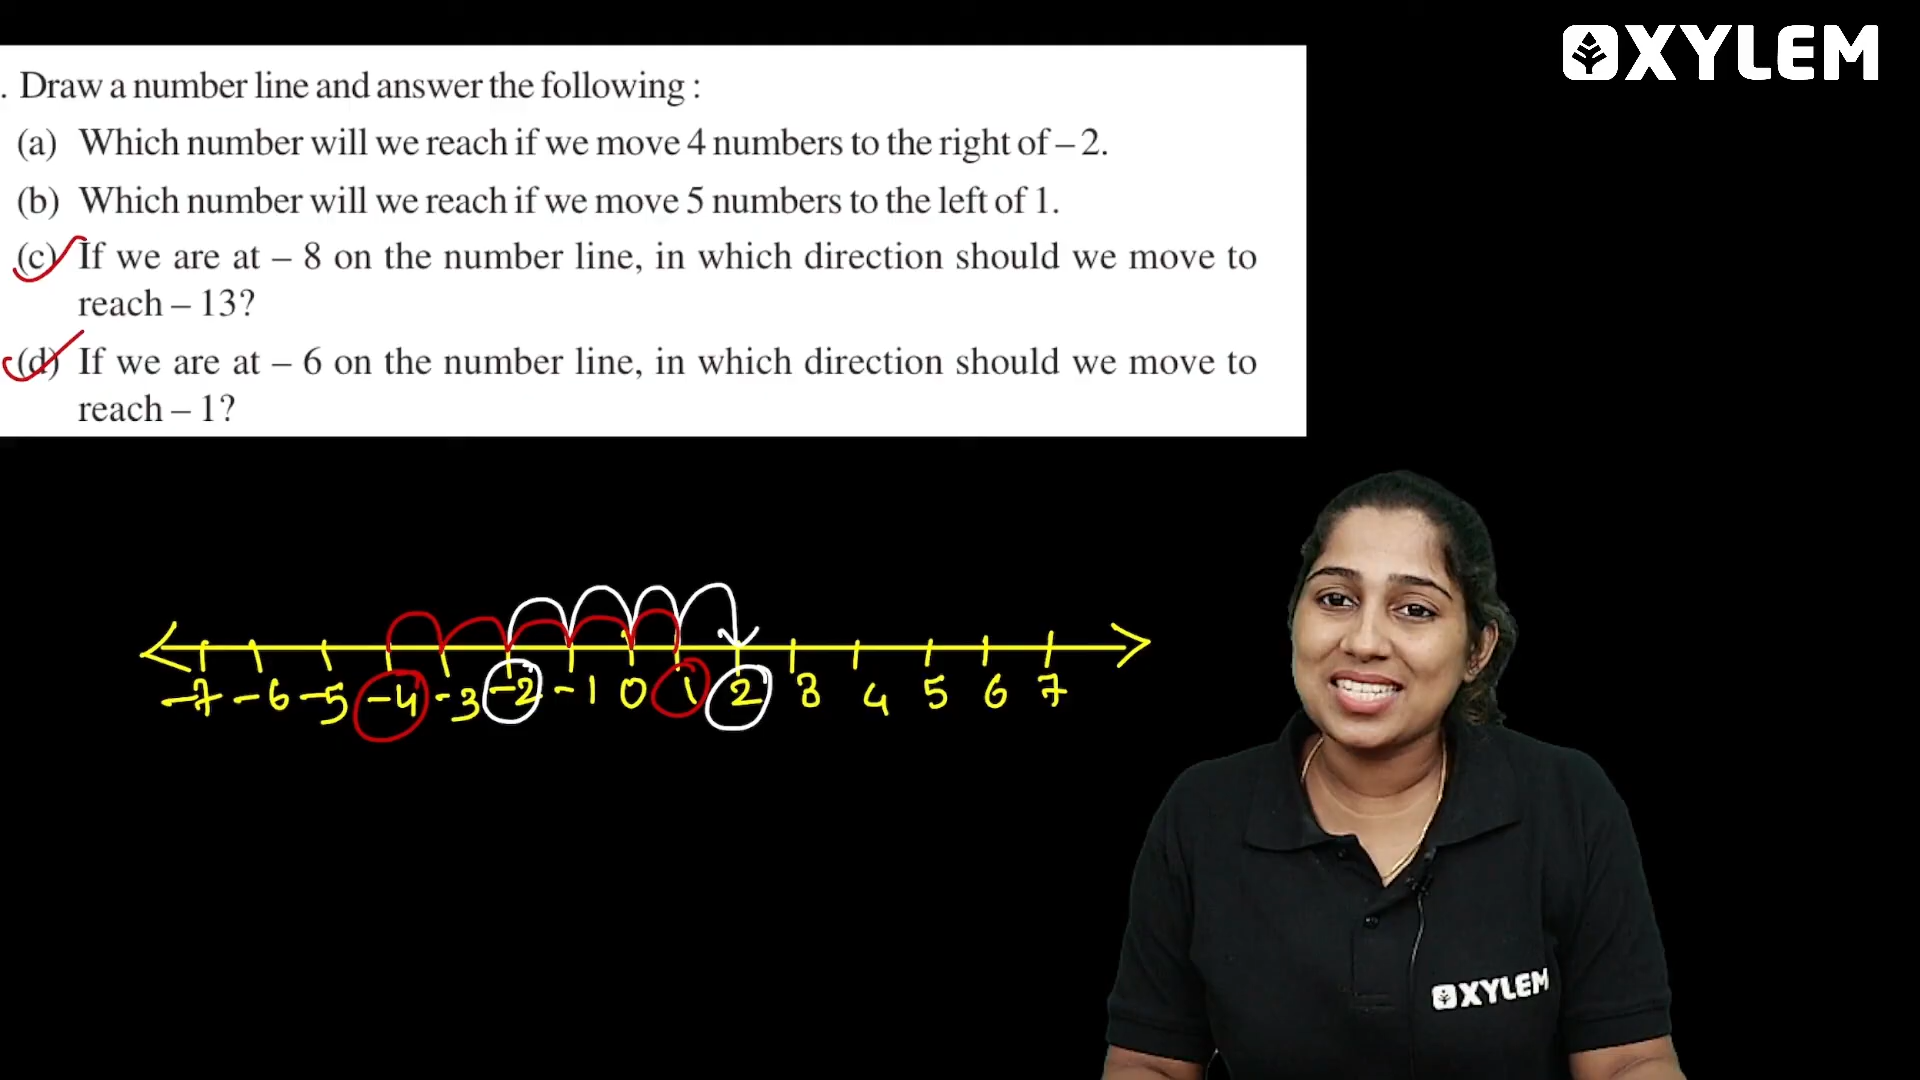 XYLEM
. Draw a number line and answer the following :
(a) Which number will we reach if we move 4 numbers to the right of – 2.
(b) Which number will we reach if we move 5 numbers to the left of 1.
(c) If we are at – 8 on the number line, in which direction should we move to
reach – 13?
(d) If we are at – 6 on the number line, in which direction should we move to
reach – 1?
-7 -6 -5 -4 -3 -2 -1 0 1 2 3 4 5 6 7
XYLEM